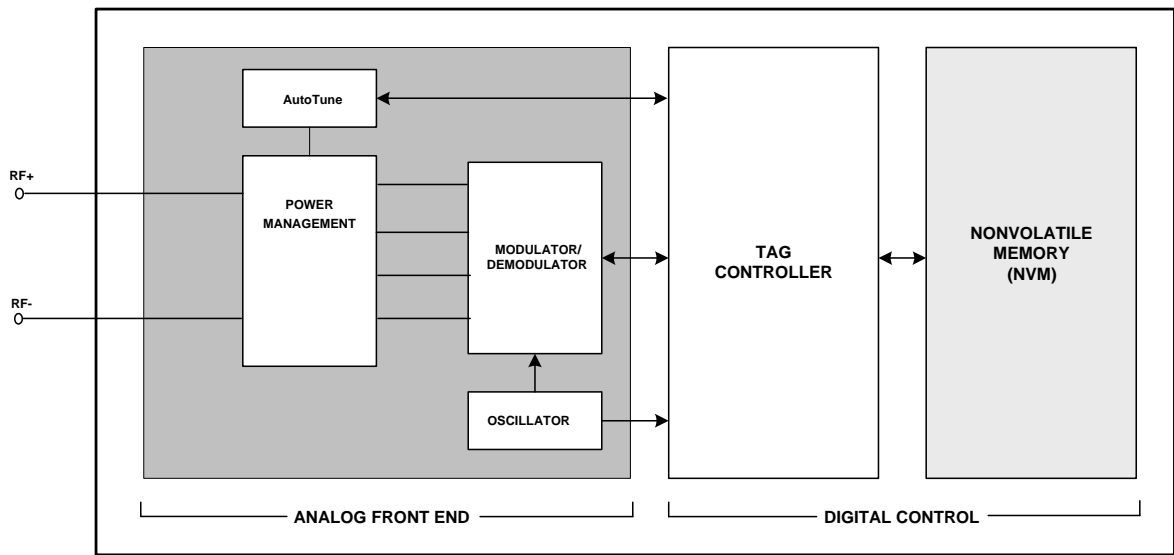 AutoTune
RF+
POWER
MANAGEMENT
RF-
MODULATOR/
DEMODULATOR
OSCILLATOR
TAG
CONTROLLER
NONVOLATILE
MEMORY
(NVM)
ANALOG FRONT END
DIGITAL CONTROL